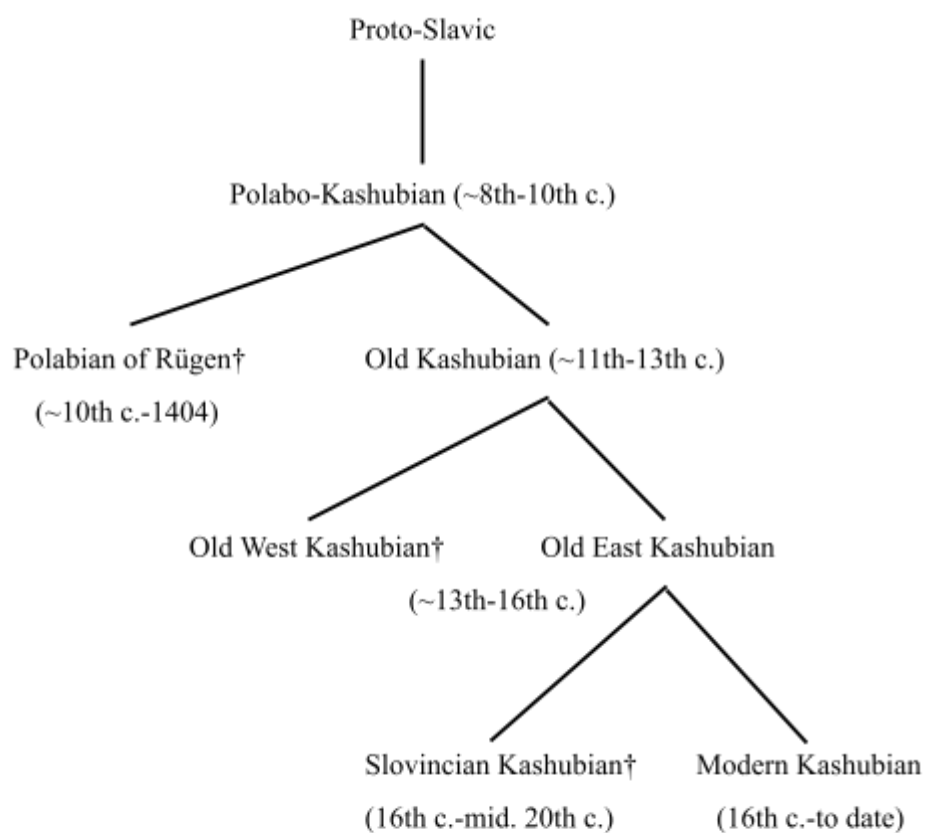 Proto-Slavic
Polabo-Kashubian (~8th-10th c.)
Polabian of Rügen†
(~10th c.-1404)
Old Kashubian (~11th-13th c.)
Old West Kashubian†
Old East Kashubian
(~13th-16th c.)
Slovincian Kashubian†
(16th c.-mid. 20th c.)
Modern Kashubian
(16th c.-to date)